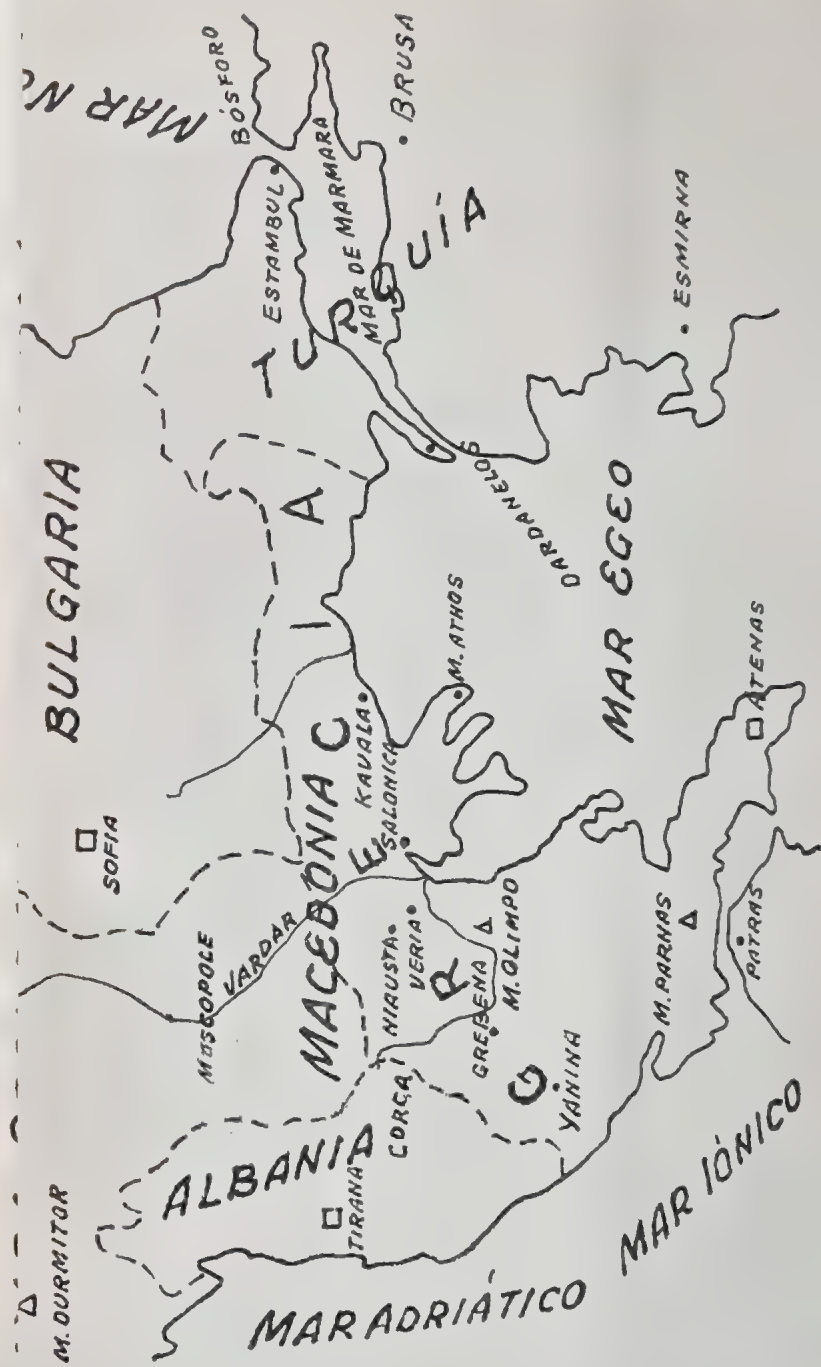 M. DURMITOR
BULGARIA
MAR N
SOFIA
BÓSFORO
MOSCOPOLE
VARDAR
ESTAMBUL
MAR DE MARMARA
BRUSA
TURQUÍA
ALBANIA
MACEDONIA
TIRANA
CORÇA
NIAUSTA
VERIA
SALONICA
KAVALA
GRECIA
GREBENA
M. OLIMPO
M. ATHOS
DARDANELOS
YANINA
MAR ADRIÁTICO
MAR EGEO
ESMIRNA
MAR IÓNICO
M. PARNAS
PATRAS
ATENAS